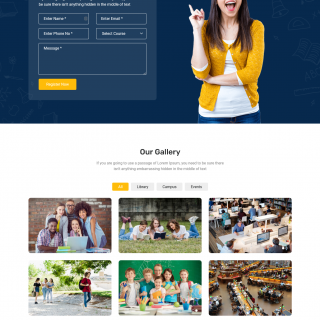 be sure there isn't anything hidden in the middle of text
Enter Name *
Enter Email *
Enter Phone No *
Select Course
Message *
Register Now
Our Gallery
If you are going to use a passage of Lorem Ipsum, you need to be sure there
isn't anything embarrassing hidden in the middle of text
All
Library
Campus
Events